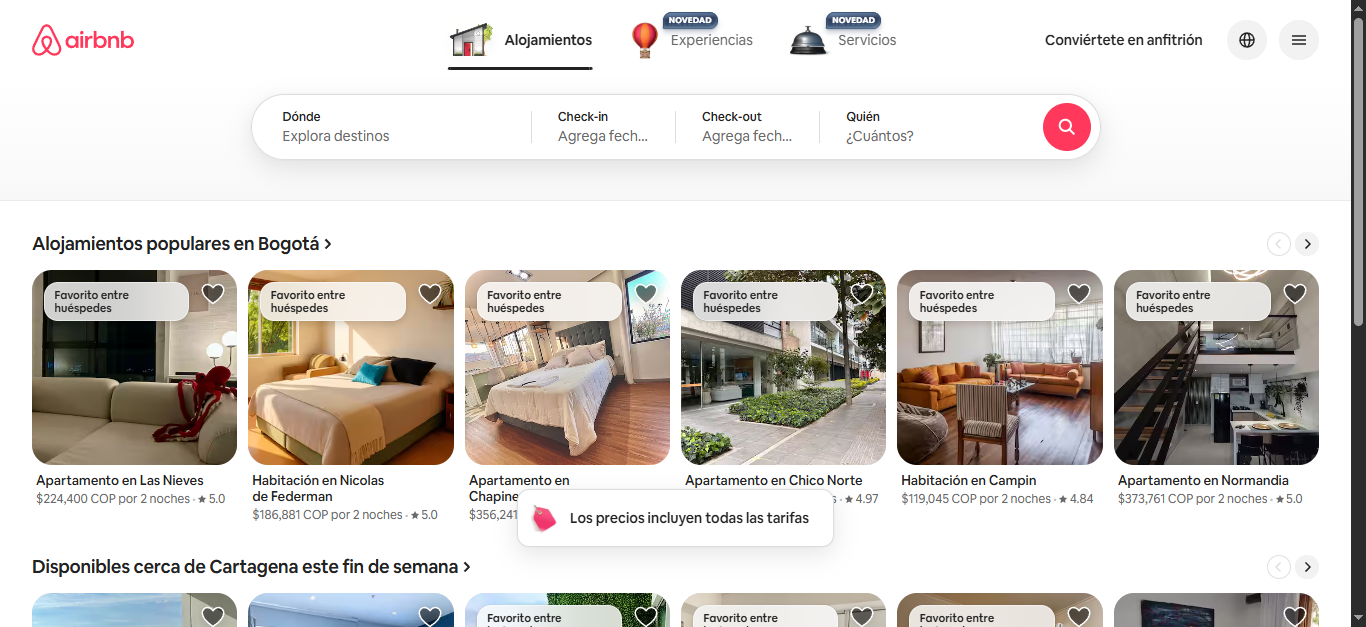 airbnb
Alojamientos
NOVEDAD
Experiencias
NOVEDAD
Servicios
Conviértete en anfitrión
Dónde
Explora destinos
Check-in
Agrega fech...
Check-out
Agrega fech...
Quién
¿Cuántos?
Alojamientos populares en Bogotá
Favorito entre
huéspedes
Favorito entre
huéspedes
Favorito entre
huéspedes
Favorito entre
huéspedes
Favorito entre
huéspedes
Favorito entre
huéspedes
Apartamento en Las Nieves
$224,400 COP por 2 noches · ★ 5.0
Habitación en Nicolas
de Federman
$186,881 COP por 2 noches · ★ 5.0
Apartamento en
Chapine
$356,241
Apartamento en Chico Norte
★ 4.97
Habitación en Campin
$119,045 COP por 2 noches · ★ 4.84
Apartamento en Normandia
$373,761 COP por 2 noches · ★ 5.0
Los precios incluyen todas las tarifas
Disponibles cerca de Cartagena este fin de semana
Favorito entre
Favorito entre
Favorito entre